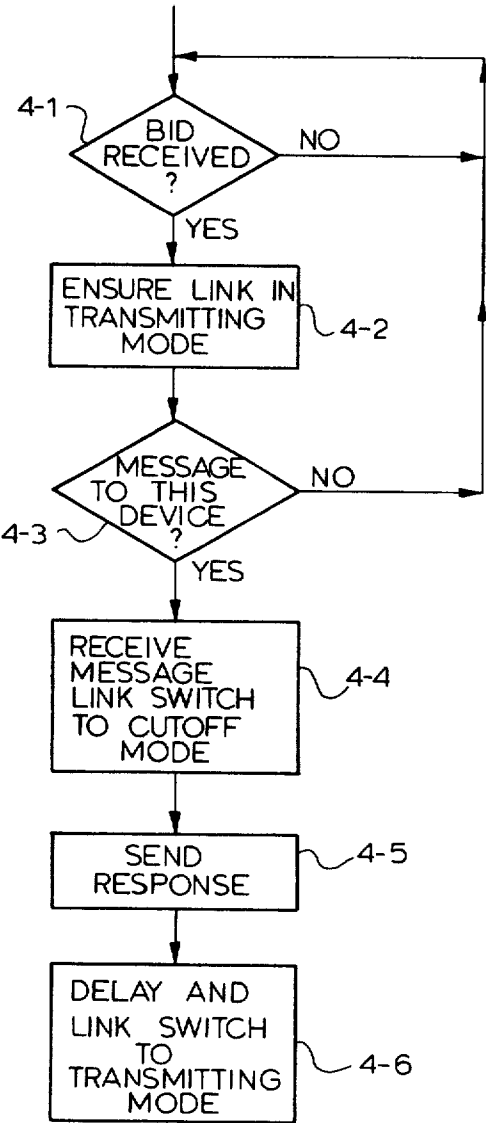 4-1
BID
RECEIVED
?
NO
YES
ENSURE LINK IN
TRANSMITTING
MODE
4-2
MESSAGE
TO THIS
DEVICE
?
NO
4-3
YES
RECEIVE
MESSAGE
LINK SWITCH
TO CUTOFF
MODE
4-4
SEND
RESPONSE
4-5
DELAY AND
LINK SWITCH
TO
TRANSMITTING
MODE
4-6